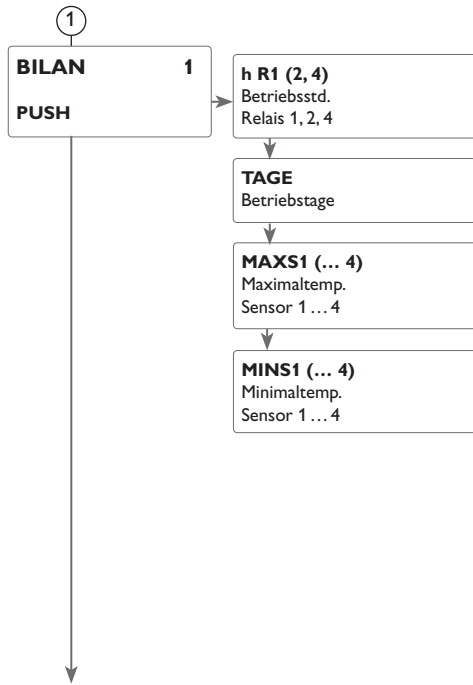 1
BILAN 1
PUSH
h R1 (2, 4)
Betriebsstd.
Relais 1, 2, 4
TAGE
Betriebstage
MAXS1 (… 4)
Maximaltemp.
Sensor 1 … 4
MINS1 (… 4)
Minimaltemp.
Sensor 1 … 4